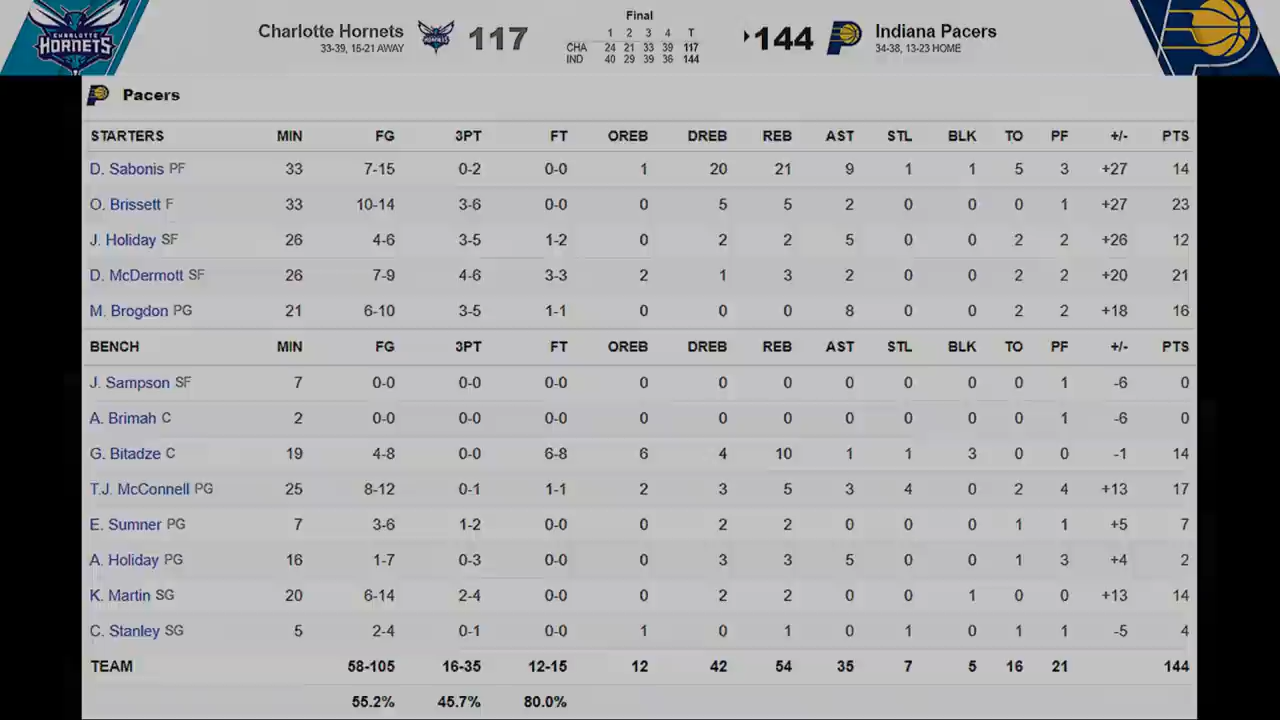 CHARLOTTE
HORNETS
Charlotte Hornets
33-39, 16-21 AWAY
117
Final
1 2 3 4 T
CHA 24 21 33 39 117
IND 40 29 39 36 144
144
Indiana Pacers
34-38, 13-23 HOME
Pacers
STARTERS MIN FG 3PT FT OREB DREB REB AST STL BLK TO PF +/- PTS
D. Sabonis PF 33 7-15 0-2 0-0 1 20 21 9 1 1 5 3 +27 14
O. Brissett F 33 10-14 3-6 0-0 0 5 5 2 0 0 0 1 +27 23
J. Holiday SF 26 4-6 3-5 1-2 0 2 2 5 0 0 2 2 +26 12
D. McDermott SF 26 7-9 4-6 3-3 2 1 3 2 0 0 2 2 +20 21
M. Brogdon PG 21 6-10 3-5 1-1 0 0 0 8 0 0 2 2 +18 16
BENCH MIN FG 3PT FT OREB DREB REB AST STL BLK TO PF +/- PTS
J. Sampson SF 7 0-0 0-0 0-0 0 0 0 0 0 0 0 1 -6 0
A. Brimah C 2 0-0 0-0 0-0 0 0 0 0 0 0 0 1 -6 0
G. Bitadze C 19 4-8 0-0 6-8 6 4 10 1 1 3 0 0 -1 14
T.J. McConnell PG 25 8-12 0-1 1-1 2 3 5 3 4 0 2 4 +13 17
E. Sumner PG 7 3-6 1-2 0-0 0 2 2 0 0 0 1 1 +5 7
A. Holiday PG 16 1-7 0-3 0-0 0 3 3 5 0 0 1 3 +4 2
K. Martin SG 20 6-14 2-4 0-0 0 2 2 0 0 1 0 0 +13 14
C. Stanley SG 5 2-4 0-1 0-0 1 0 1 0 1 0 1 1 -5 4
TEAM 58-105 16-35 12-15 12 42 54 35 7 5 16 21 144
55.2% 45.7% 80.0%